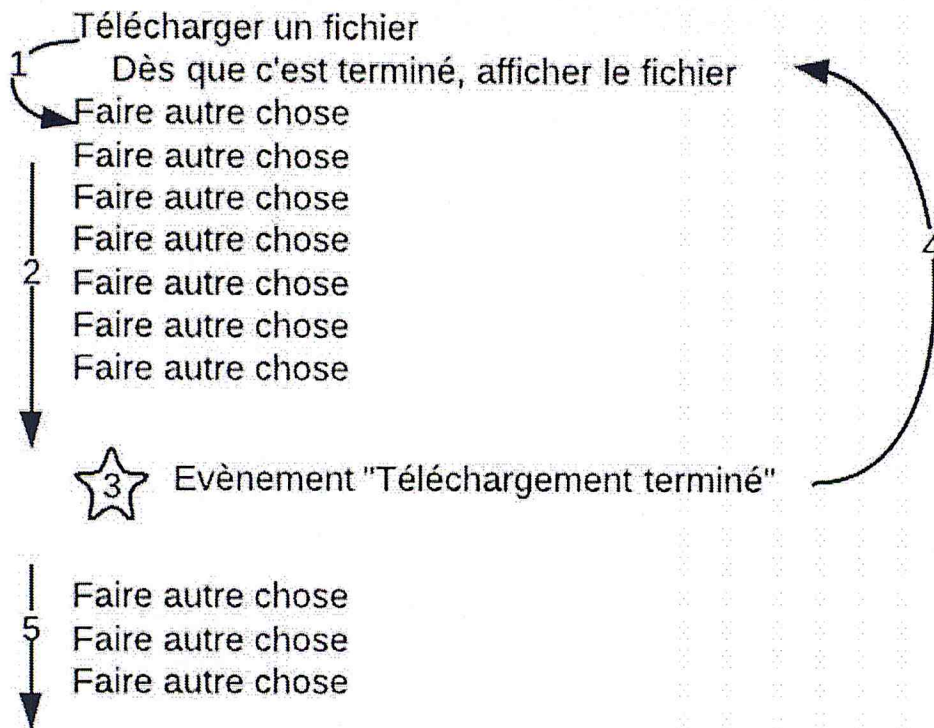 Télécharger un fichier
1
Dès que c'est terminé, afficher le fichier
Faire autre chose
Faire autre chose
Faire autre chose
Faire autre chose
2
Faire autre chose
Faire autre chose
Faire autre chose
4
3 Evènement "Téléchargement terminé"
Faire autre chose
5 Faire autre chose
Faire autre chose